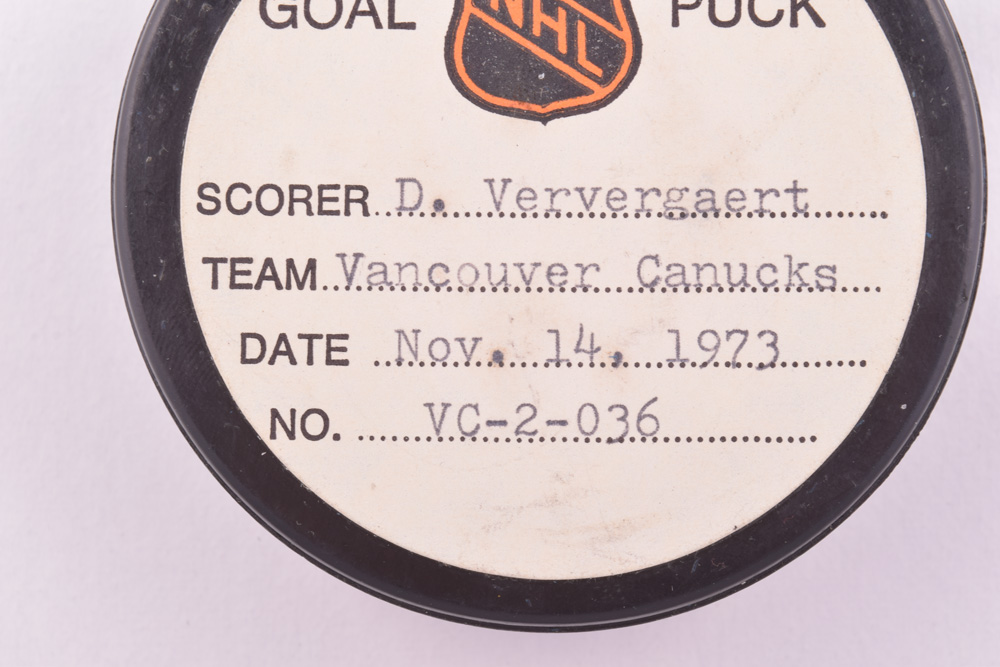 GOAL NHL PUCK
SCORER D. Ververgaert
TEAM Vancouver Canucks
DATE Nov. 14, 1973
NO. VC-2-036